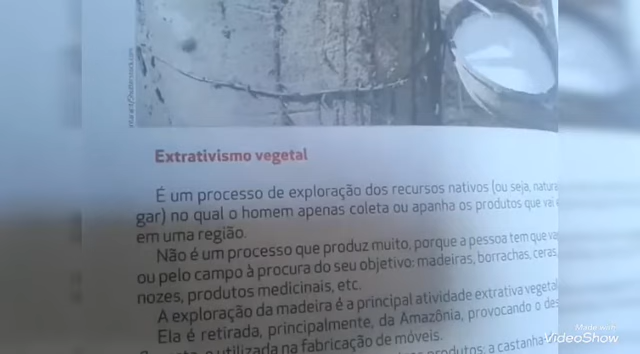 Extrativismo vegetal
É um processo de exploração dos recursos nativos (ou seja, natura
gar) no qual o homem apenas coleta ou apanha os produtos que vai
em uma região.
Não é um processo que produz muito, porque a pessoa tem que va
ou pelo campo à procura do seu objetivo: madeiras, borrachas, ceras,
nozes, produtos medicinais, etc.
A exploração da madeira é a principal atividade extrativa vegetal
Ela é retirada, principalmente, da Amazônia, provocando o des
utilizada na fabricação de móveis.
produtos: a castanha
Made with
VideoShow